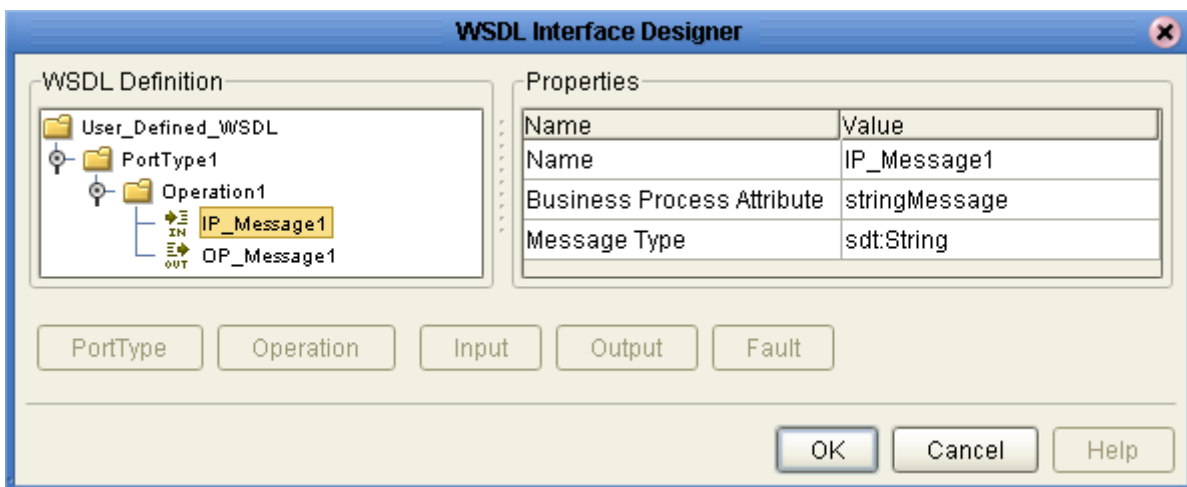 WSDL Interface Designer
WSDL Definition
User_Defined_WSDL
PortType1
Operation1
IN IP_Message1
OUT OP_Message1
Properties
Name Value
Name IP_Message1
Business Process Attribute stringMessage
Message Type sdt:String
PortType Operation Input Output Fault
OK Cancel Help